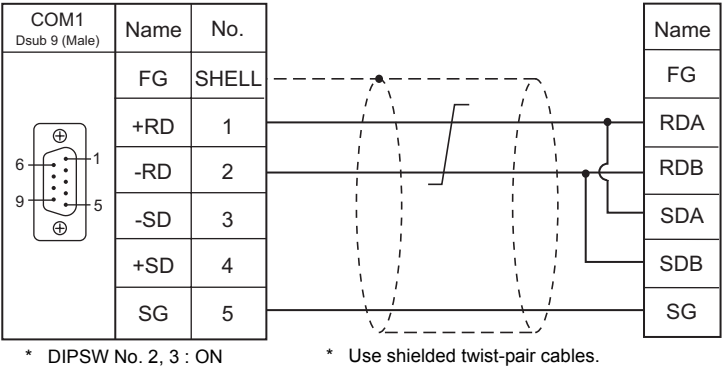 COM1
Dsub 9 (Male)
Name
No.
Name
FG
SHELL
FG
+RD
1
RDA
-RD
2
RDB
-SD
3
SDA
+SD
4
SDB
SG
5
SG
6
1
9
5
* DIPSW No. 2, 3 : ON
* Use shielded twist-pair cables.